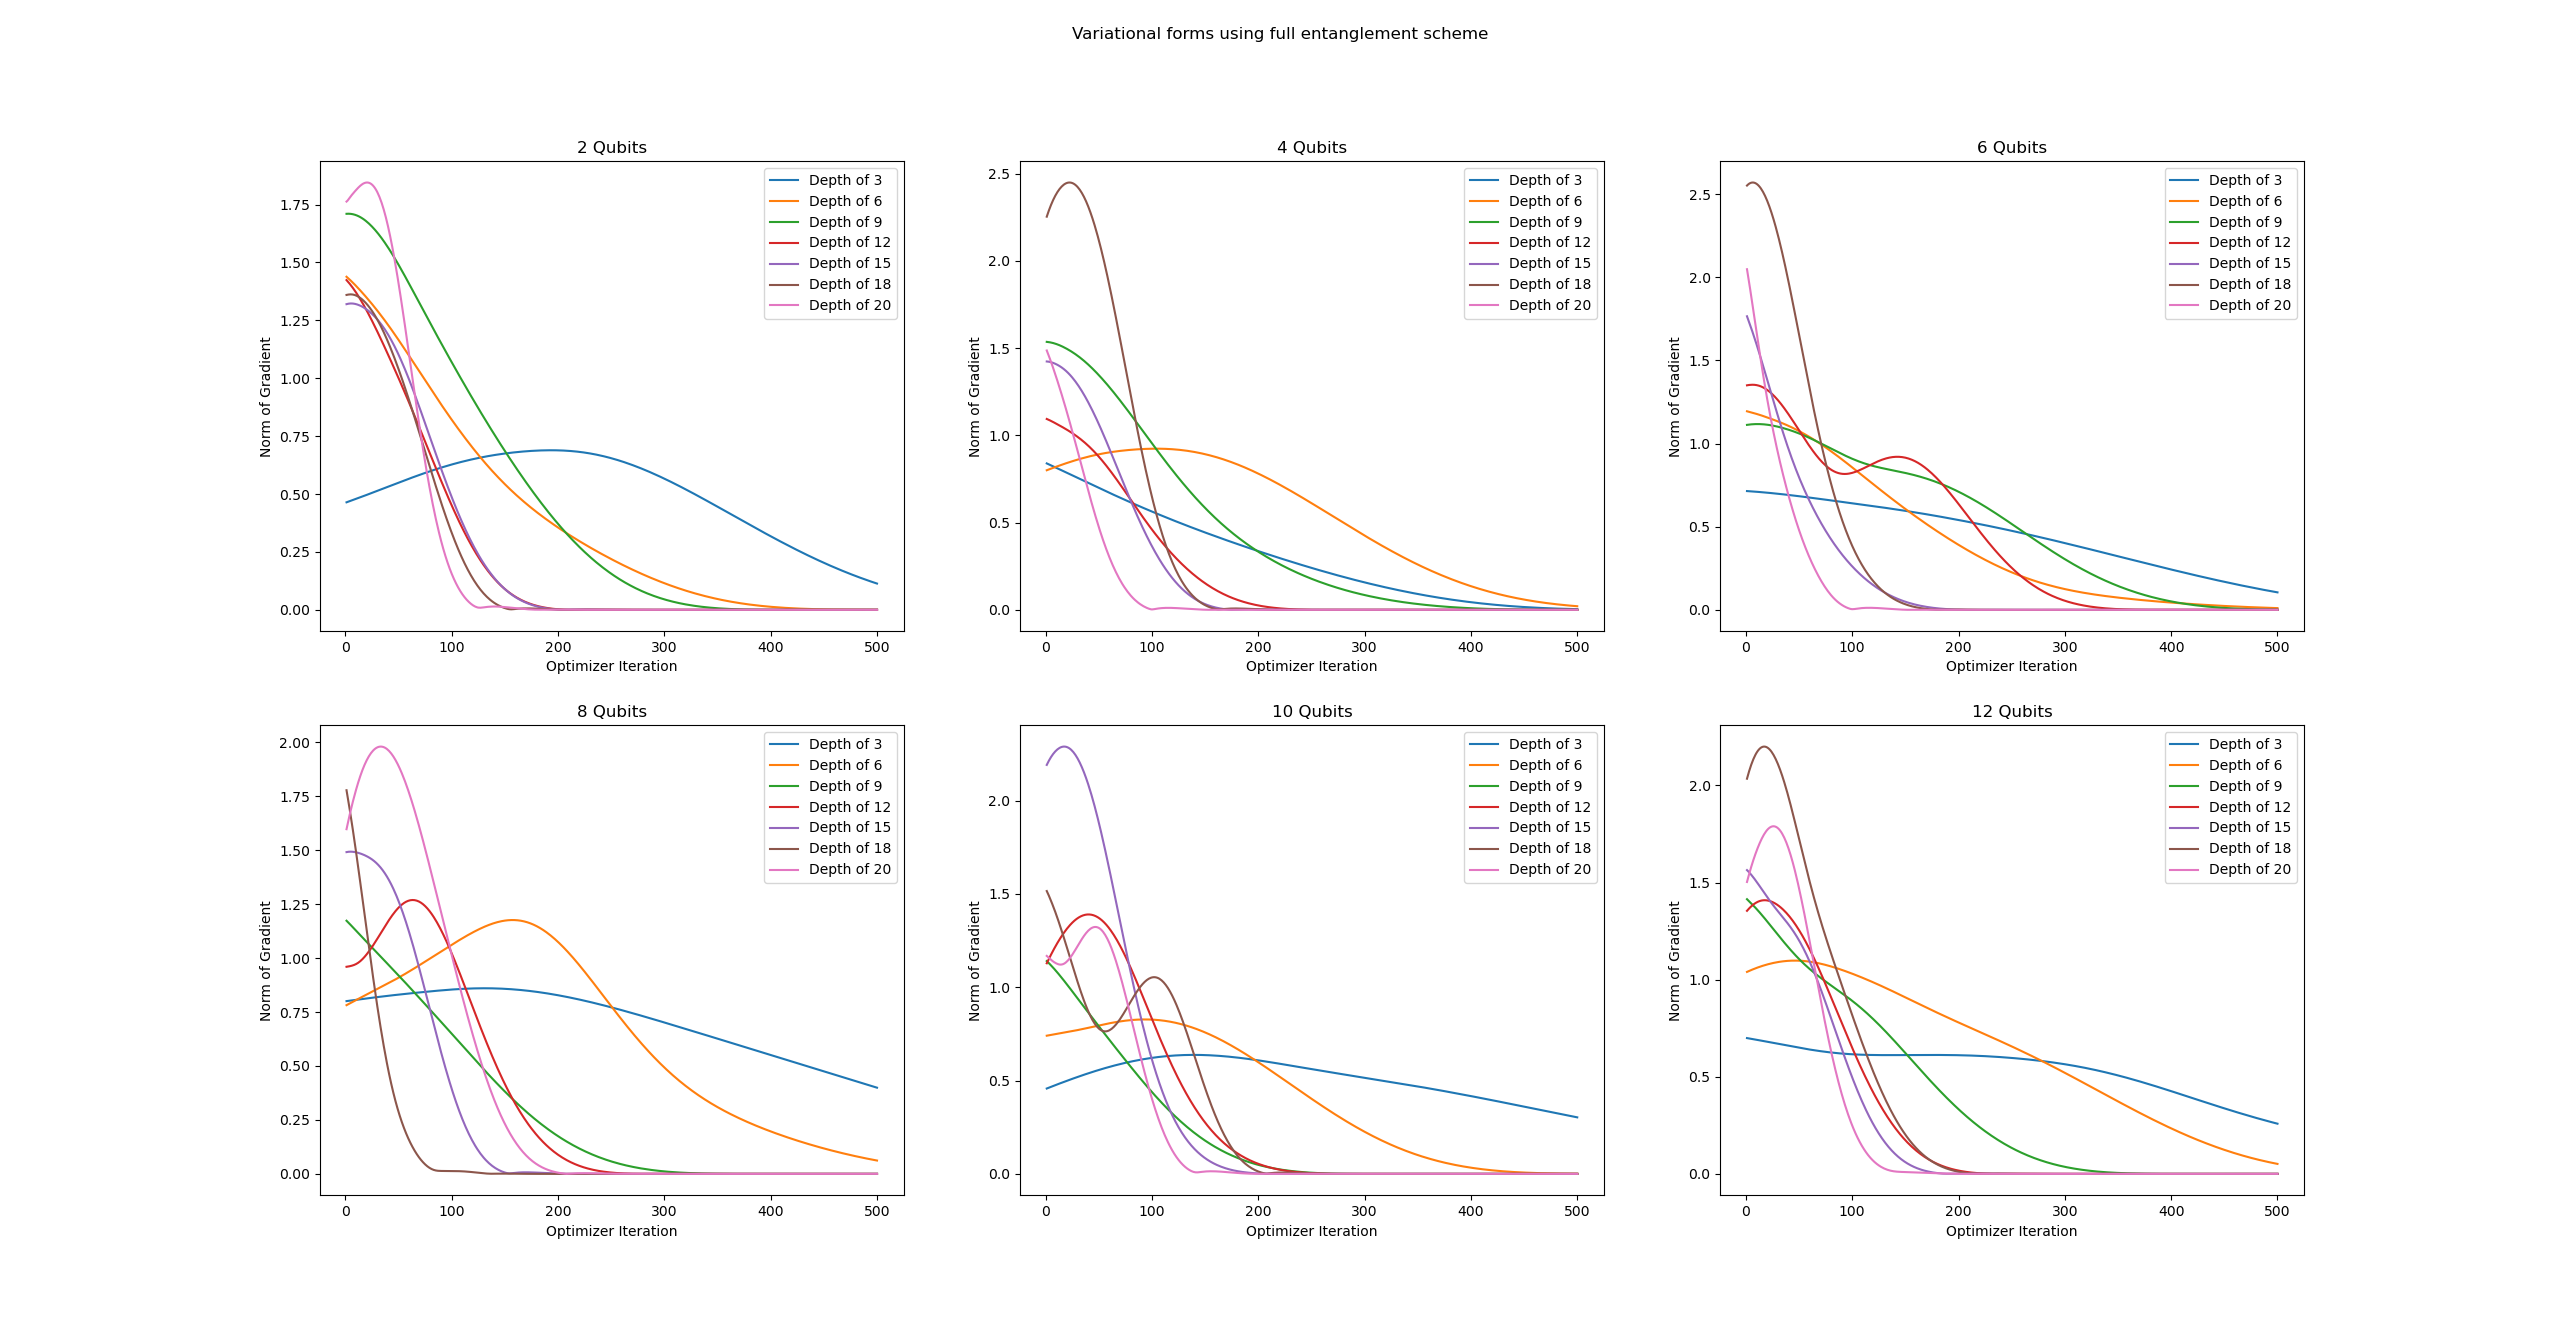 Variational forms using full entanglement scheme
2 Qubits
Norm of Gradient
1.75
1.50
1.25
1.00
0.75
0.50
0.25
0.00
0 100 200 300 400 500
Optimizer Iteration
Depth of 3
Depth of 6
Depth of 9
Depth of 12
Depth of 15
Depth of 18
Depth of 20
4 Qubits
Norm of Gradient
2.5
2.0
1.5
1.0
0.5
0.0
0 100 200 300 400 500
Optimizer Iteration
Depth of 3
Depth of 6
Depth of 9
Depth of 12
Depth of 15
Depth of 18
Depth of 20
6 Qubits
Norm of Gradient
2.5
2.0
1.5
1.0
0.5
0.0
0 100 200 300 400 500
Optimizer Iteration
Depth of 3
Depth of 6
Depth of 9
Depth of 12
Depth of 15
Depth of 18
Depth of 20
8 Qubits
Norm of Gradient
2.00
1.75
1.50
1.25
1.00
0.75
0.50
0.25
0.00
0 100 200 300 400 500
Optimizer Iteration
Depth of 3
Depth of 6
Depth of 9
Depth of 12
Depth of 15
Depth of 18
Depth of 20
10 Qubits
Norm of Gradient
2.0
1.5
1.0
0.5
0.0
0 100 200 300 400 500
Optimizer Iteration
Depth of 3
Depth of 6
Depth of 9
Depth of 12
Depth of 15
Depth of 18
Depth of 20
12 Qubits
Norm of Gradient
2.0
1.5
1.0
0.5
0.0
0 100 200 300 400 500
Optimizer Iteration
Depth of 3
Depth of 6
Depth of 9
Depth of 12
Depth of 15
Depth of 18
Depth of 20